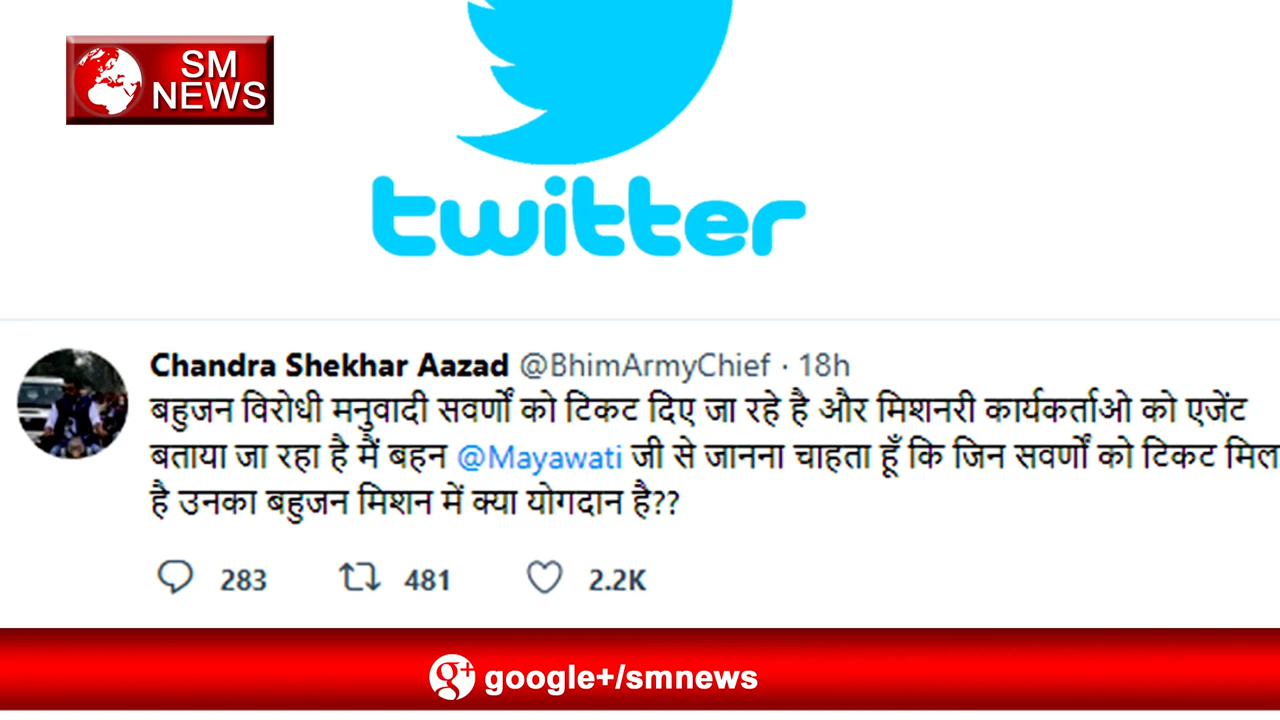 SM
NEWS
twitter
Chandra Shekhar Aazad @BhimArmyChief · 18h
बहुजन विरोधी मनुवादी सवर्णों को टिकट दिए जा रहे है और मिशनरी कार्यकर्ताओ को एजेंट
बताया जा रहा है मैं बहन @Mayawati जी से जानना चाहता हूँ कि जिन सवर्णों को टिकट मिल
है उनका बहुजन मिशन में क्या योगदान है??
283 481 2.2K
g+ google+/smnews